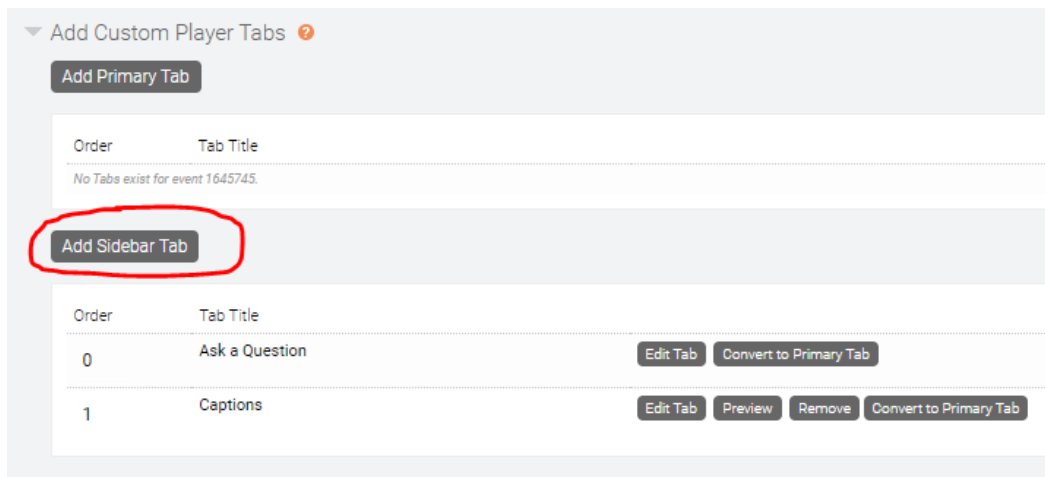 Add Custom Player Tabs ?
Add Primary Tab
Order Tab Title
No Tabs exist for event 1645745.
Add Sidebar Tab
Order Tab Title
0 Ask a Question Edit Tab Convert to Primary Tab
1 Captions Edit Tab Preview Remove Convert to Primary Tab